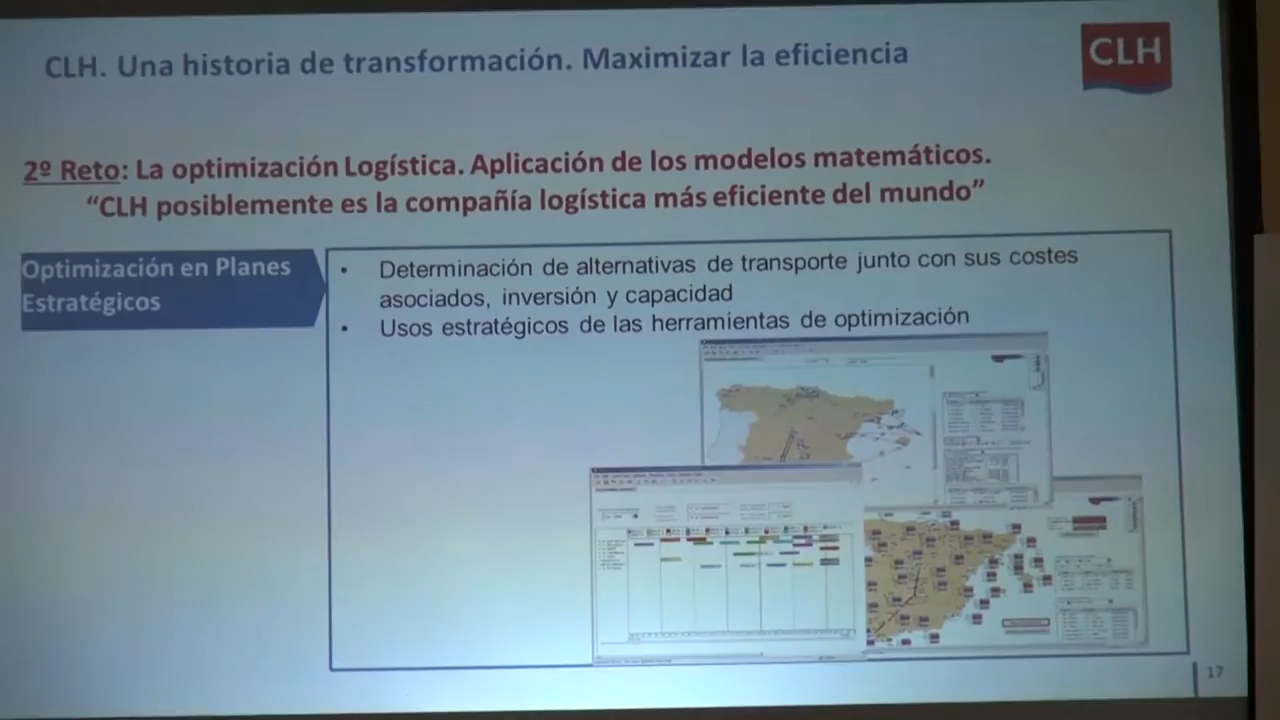 CLH. Una historia de transformación. Maximizar la eficiencia
CLH
2º Reto: La optimización Logística. Aplicación de los modelos matemáticos.
“CLH posiblemente es la compañía logística más eficiente del mundo”
Optimización en Planes
Estratégicos
• Determinación de alternativas de transporte junto con sus costes
asociados, inversión y capacidad
• Usos estratégicos de las herramientas de optimización
17